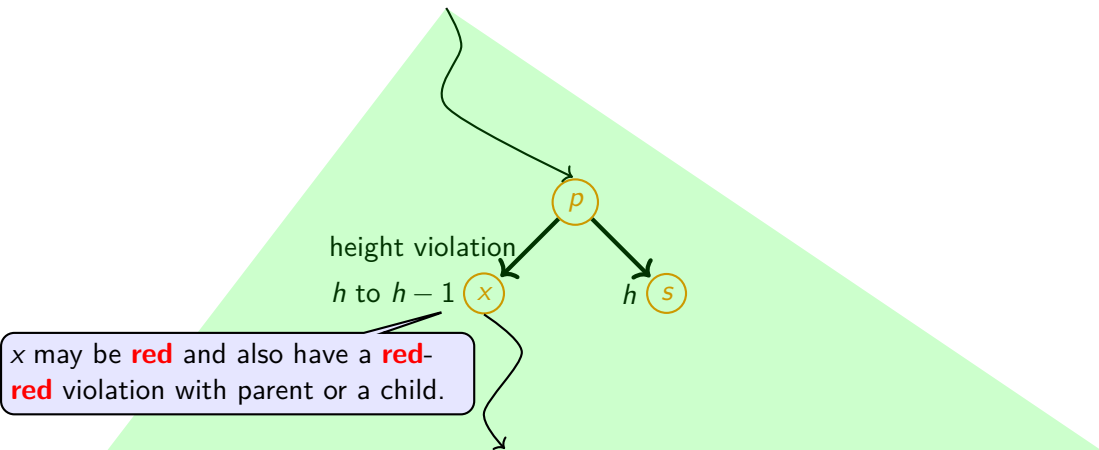 p
height violation
h to h − 1 x
h s
x may be red and also have a red-
red violation with parent or a child.